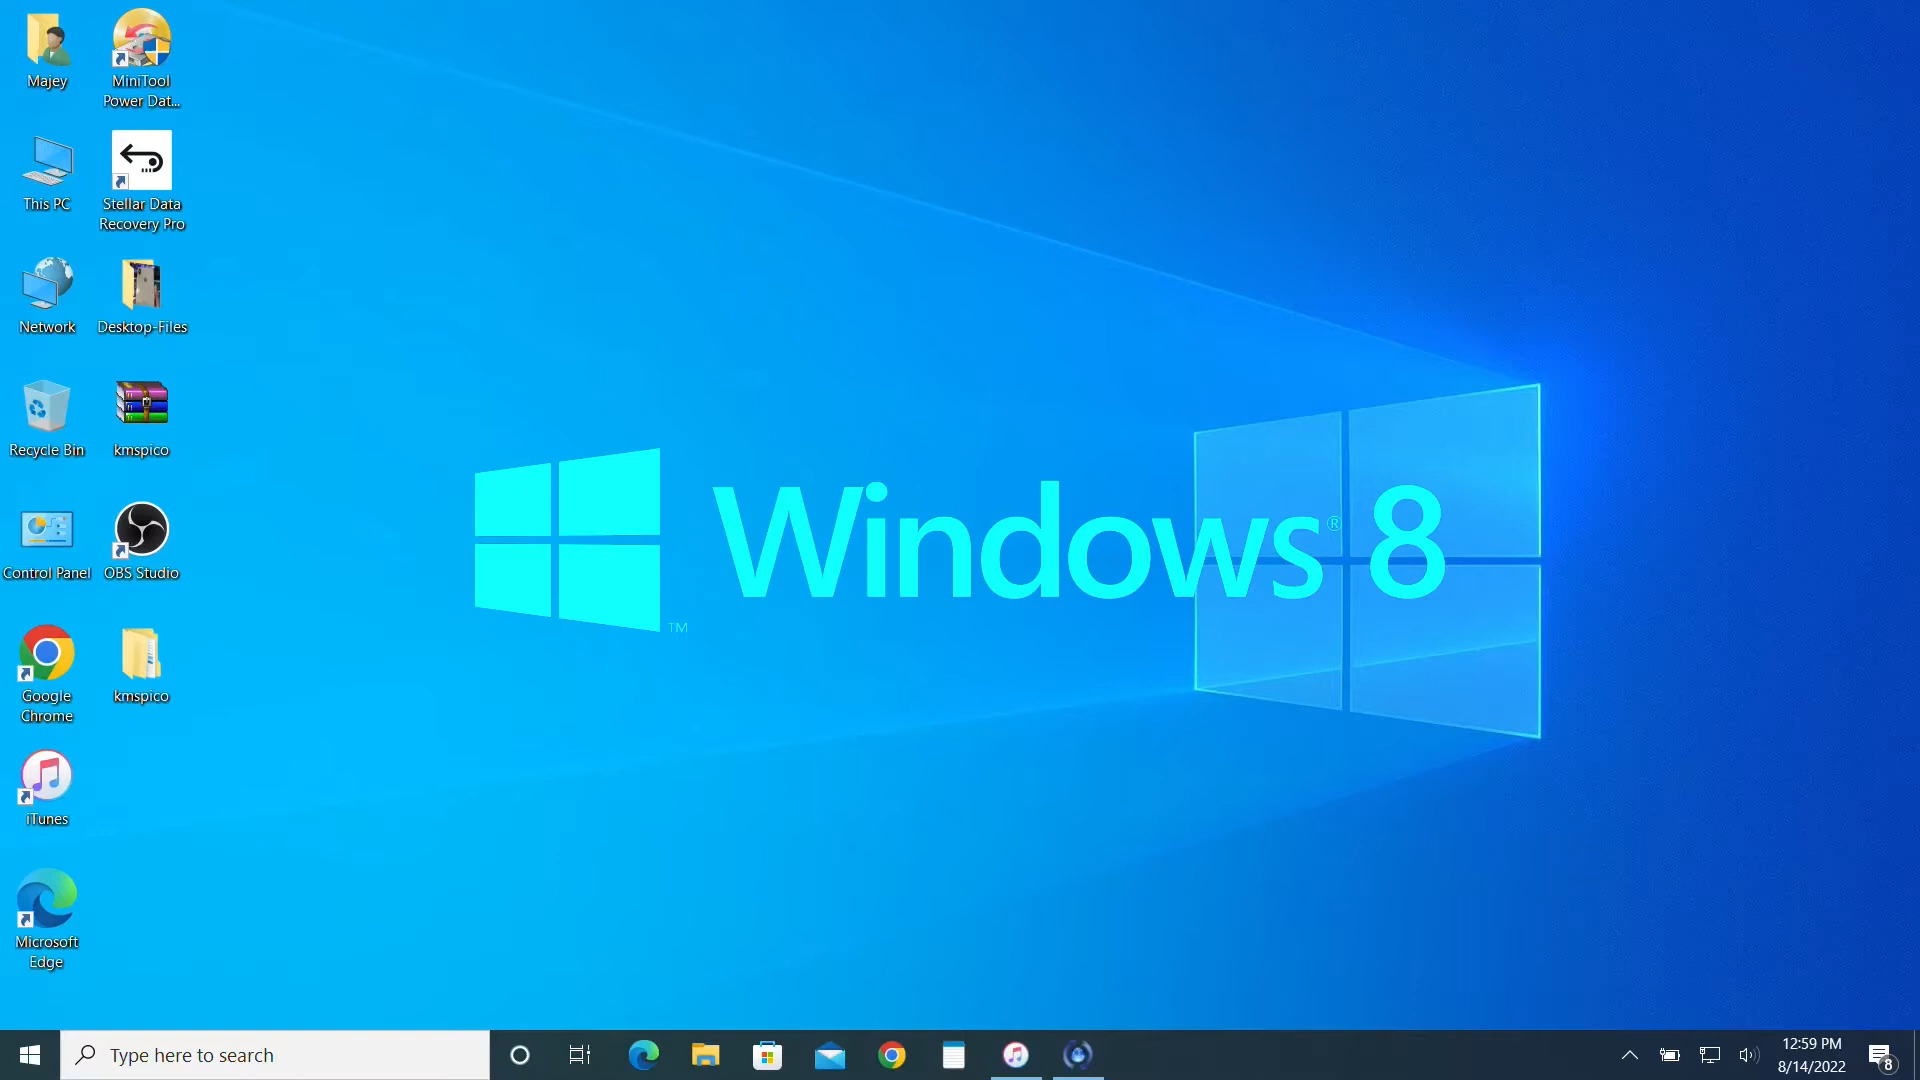 Majey
MiniTool
Power Dat...
This PC
Stellar Data
Recovery Pro
Network
Desktop-Files
Recycle Bin
kmspico
Control Panel
OBS Studio
Google
Chrome
kmspico
iTunes
Microsoft
Edge
Windows® 8
TM
Type here to search
12:59 PM
8/14/2022
8